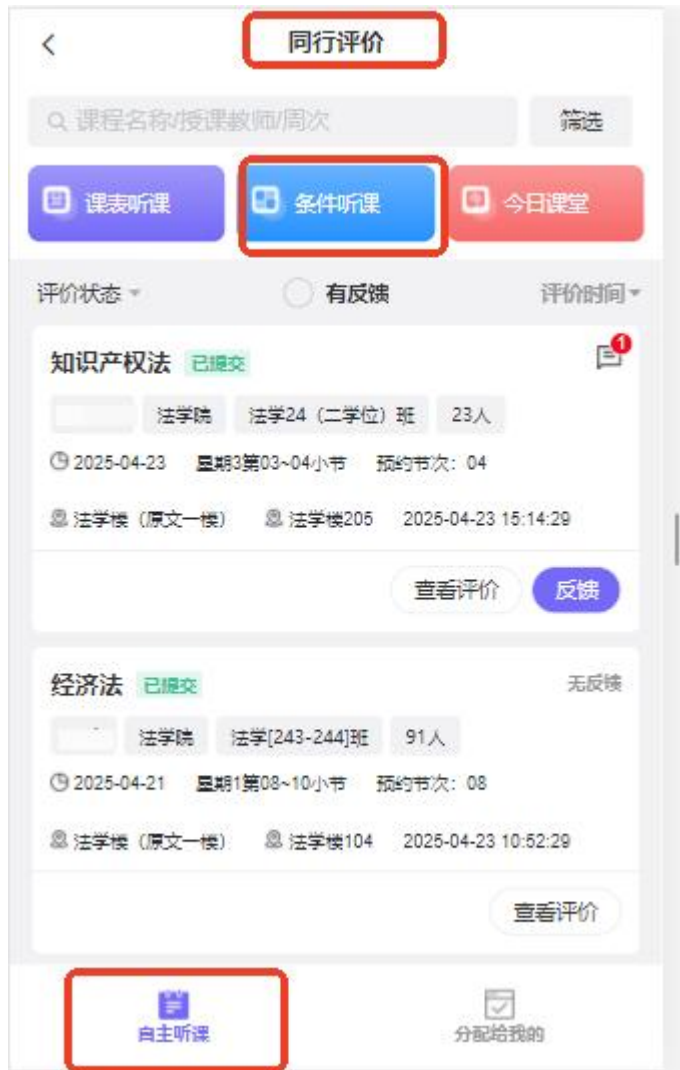 同行评价
课程名称/授课教师/周次 筛选
课表听课 条件听课 今日课堂
评价状态 有反馈 评价时间
知识产权法 已提交 1
法学院 法学24（二学位）班 23人
2025-04-23 星期3第03~04小节 预约节次：04
法学楼（原文一楼） 法学楼205 2025-04-23 15:14:29
查看评价 反馈
经济法 已提交 无反馈
法学院 法学[243-244]班 91人
2025-04-21 星期1第08~10小节 预约节次：08
法学楼（原文一楼） 法学楼104 2025-04-23 10:52:29
查看评价
自主听课 分配给我的